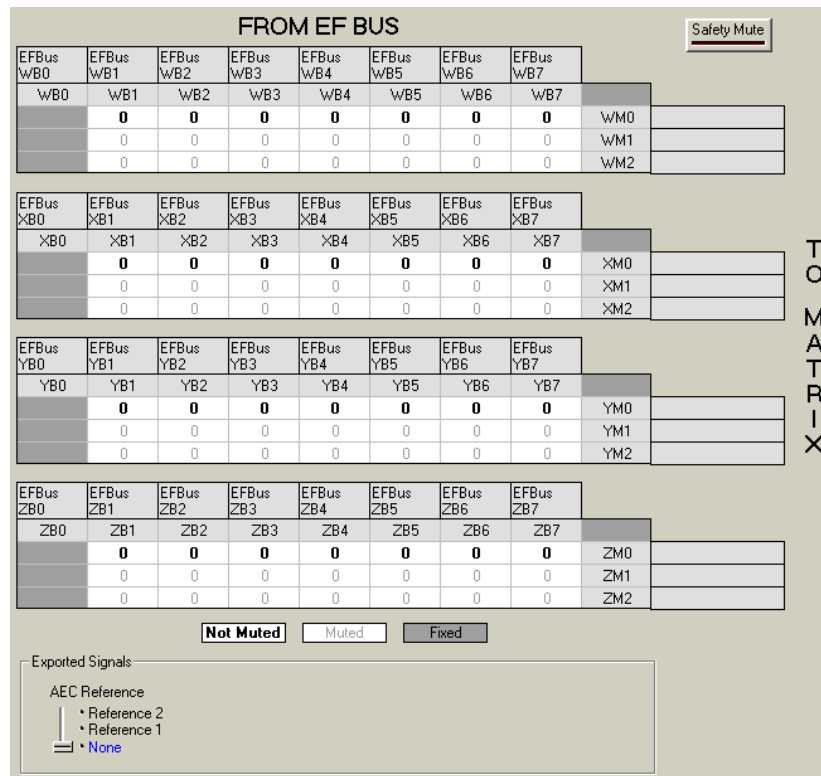 FROM EF BUS
Safety Mute
EFBus WB0 EFBus WB1 EFBus WB2 EFBus WB3 EFBus WB4 EFBus WB5 EFBus WB6 EFBus WB7
WB0 WB1 WB2 WB3 WB4 WB5 WB6 WB7
0 0 0 0 0 0 0 WM0
0 0 0 0 0 0 0 WM1
0 0 0 0 0 0 0 WM2
EFBus XB0 EFBus XB1 EFBus XB2 EFBus XB3 EFBus XB4 EFBus XB5 EFBus XB6 EFBus XB7
XB0 XB1 XB2 XB3 XB4 XB5 XB6 XB7
0 0 0 0 0 0 0 XM0
0 0 0 0 0 0 0 XM1
0 0 0 0 0 0 0 XM2
EFBus YB0 EFBus YB1 EFBus YB2 EFBus YB3 EFBus YB4 EFBus YB5 EFBus YB6 EFBus YB7
YB0 YB1 YB2 YB3 YB4 YB5 YB6 YB7
0 0 0 0 0 0 0 YM0
0 0 0 0 0 0 0 YM1
0 0 0 0 0 0 0 YM2
EFBus ZB0 EFBus ZB1 EFBus ZB2 EFBus ZB3 EFBus ZB4 EFBus ZB5 EFBus ZB6 EFBus ZB7
ZB0 ZB1 ZB2 ZB3 ZB4 ZB5 ZB6 ZB7
0 0 0 0 0 0 0 ZM0
0 0 0 0 0 0 0 ZM1
0 0 0 0 0 0 0 ZM2
TO MATRIX
Not Muted Muted Fixed
Exported Signals
AEC Reference
Reference 2
Reference 1
None